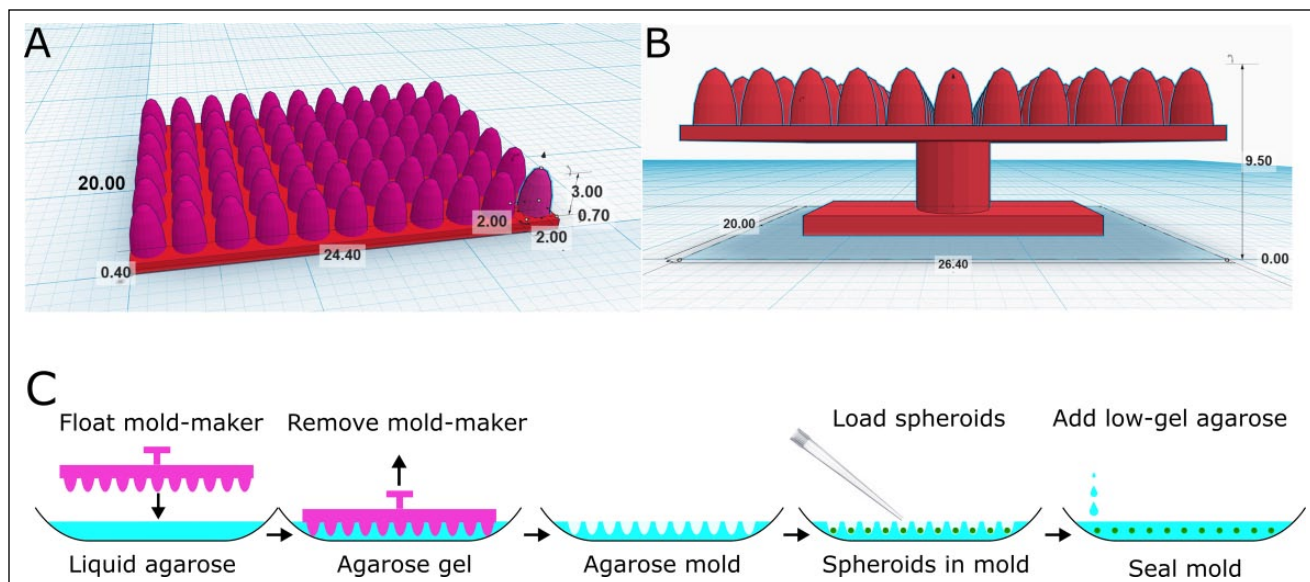 A
20.00
3.00
0.70
2.00
2.00
24.40
0.40
B
9.50
20.00
26.40
0.00
C
Float mold-maker
Remove mold-maker
Load spheroids
Add low-gel agarose
Liquid agarose
Agarose gel
Agarose mold
Spheroids in mold
Seal mold